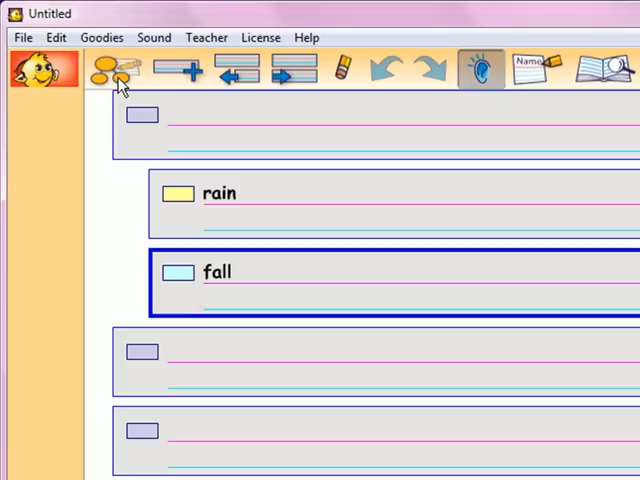 Untitled
File Edit Goodies Sound Teacher License Help
Name
rain
fall